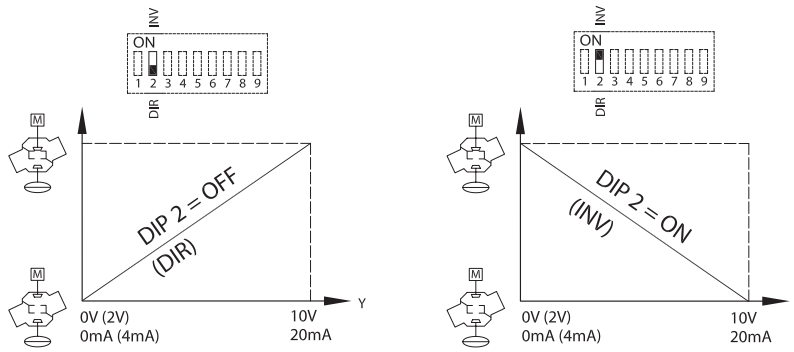 INV
ON
1 2 3 4 5 6 7 8 9
DIR
M
DIP 2 = OFF
(DIR)
M
Y
0V (2V)
0mA (4mA)
10V
20mA
INV
ON
1 2 3 4 5 6 7 8 9
DIR
M
DIP 2 = ON
(INV)
M
0V (2V)
0mA (4mA)
10V
20mA